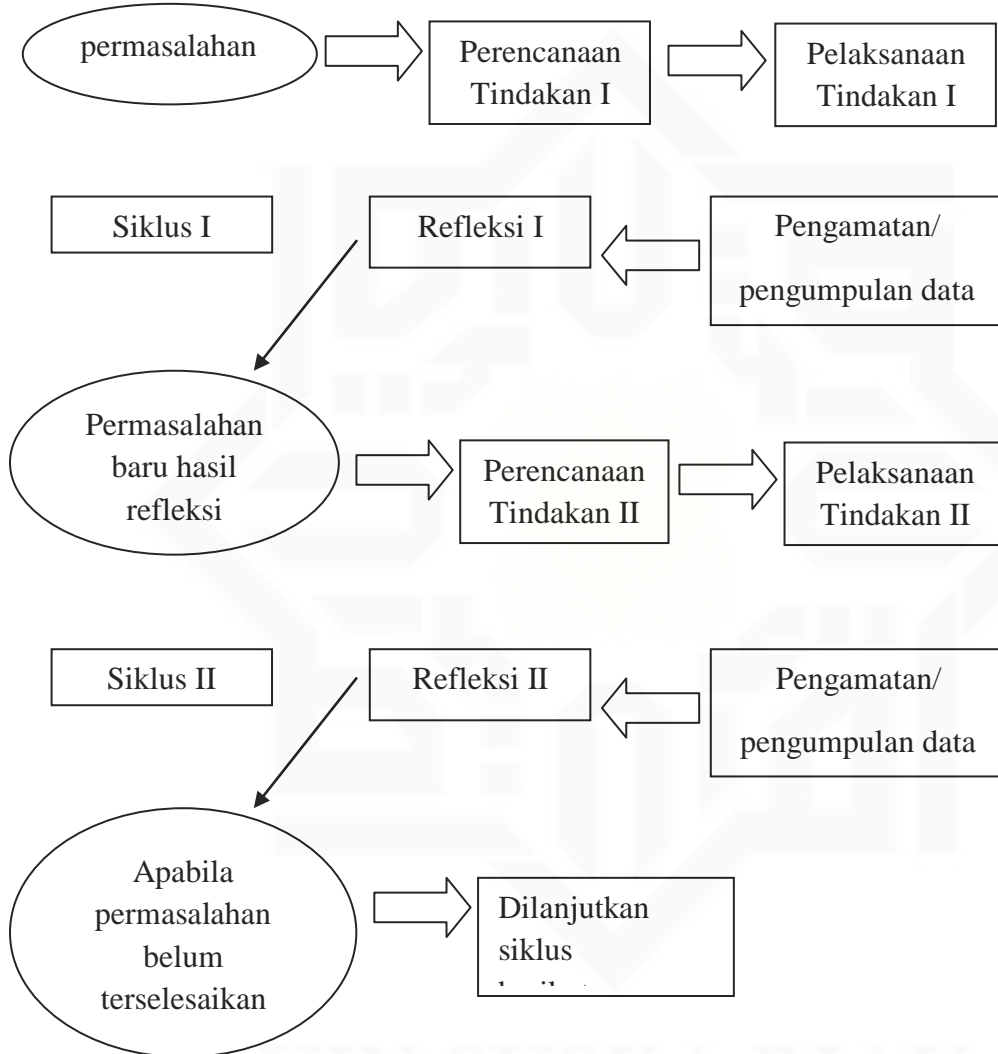 permasalahan
Perencanaan
Tindakan I
Pelaksanaan
Tindakan I
Siklus I
Refleksi I
Pengamatan/
pengumpulan data
Permasalahan
baru hasil
refleksi
Perencanaan
Tindakan II
Pelaksanaan
Tindakan II
Siklus II
Refleksi II
Pengamatan/
pengumpulan data
Apabila
permasalahan
belum
terselesaikan
Dilanjutkan
siklus